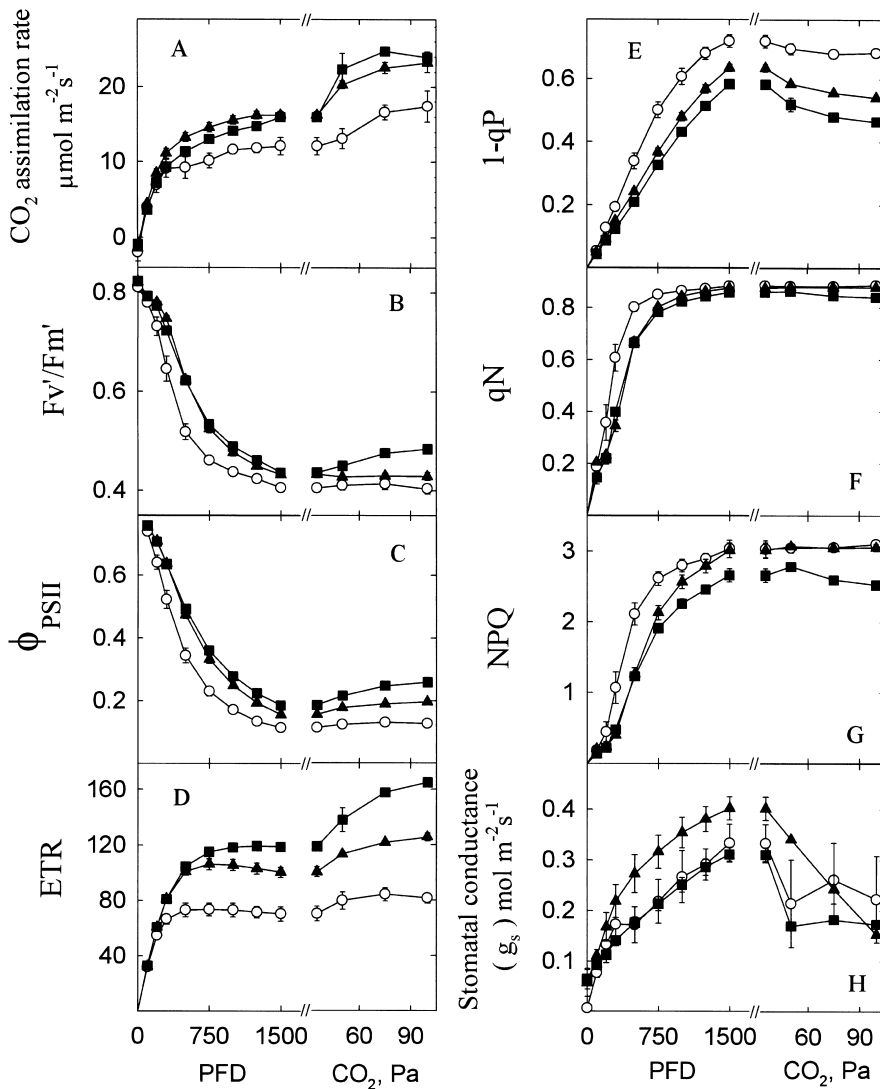 CO2 assimilation rate
μmol m-2s-1
A
20
10
0
//
Fv'/Fm'
B
0.8
0.6
0.4
//
ϕPSII
C
0.6
0.4
0.2
//
ETR
D
160
120
80
40
//
0 750 1500 60 90
PFD CO2, Pa
1-qP
E
0.6
0.4
0.2
//
qN
F
0.8
0.6
0.4
0.2
//
NPQ
G
3
2
1
//
Stomatal conductance
(gs) mol m-2s-1
H
0.4
0.3
0.2
0.1
//
0 750 1500 60 90
PFD CO2, Pa